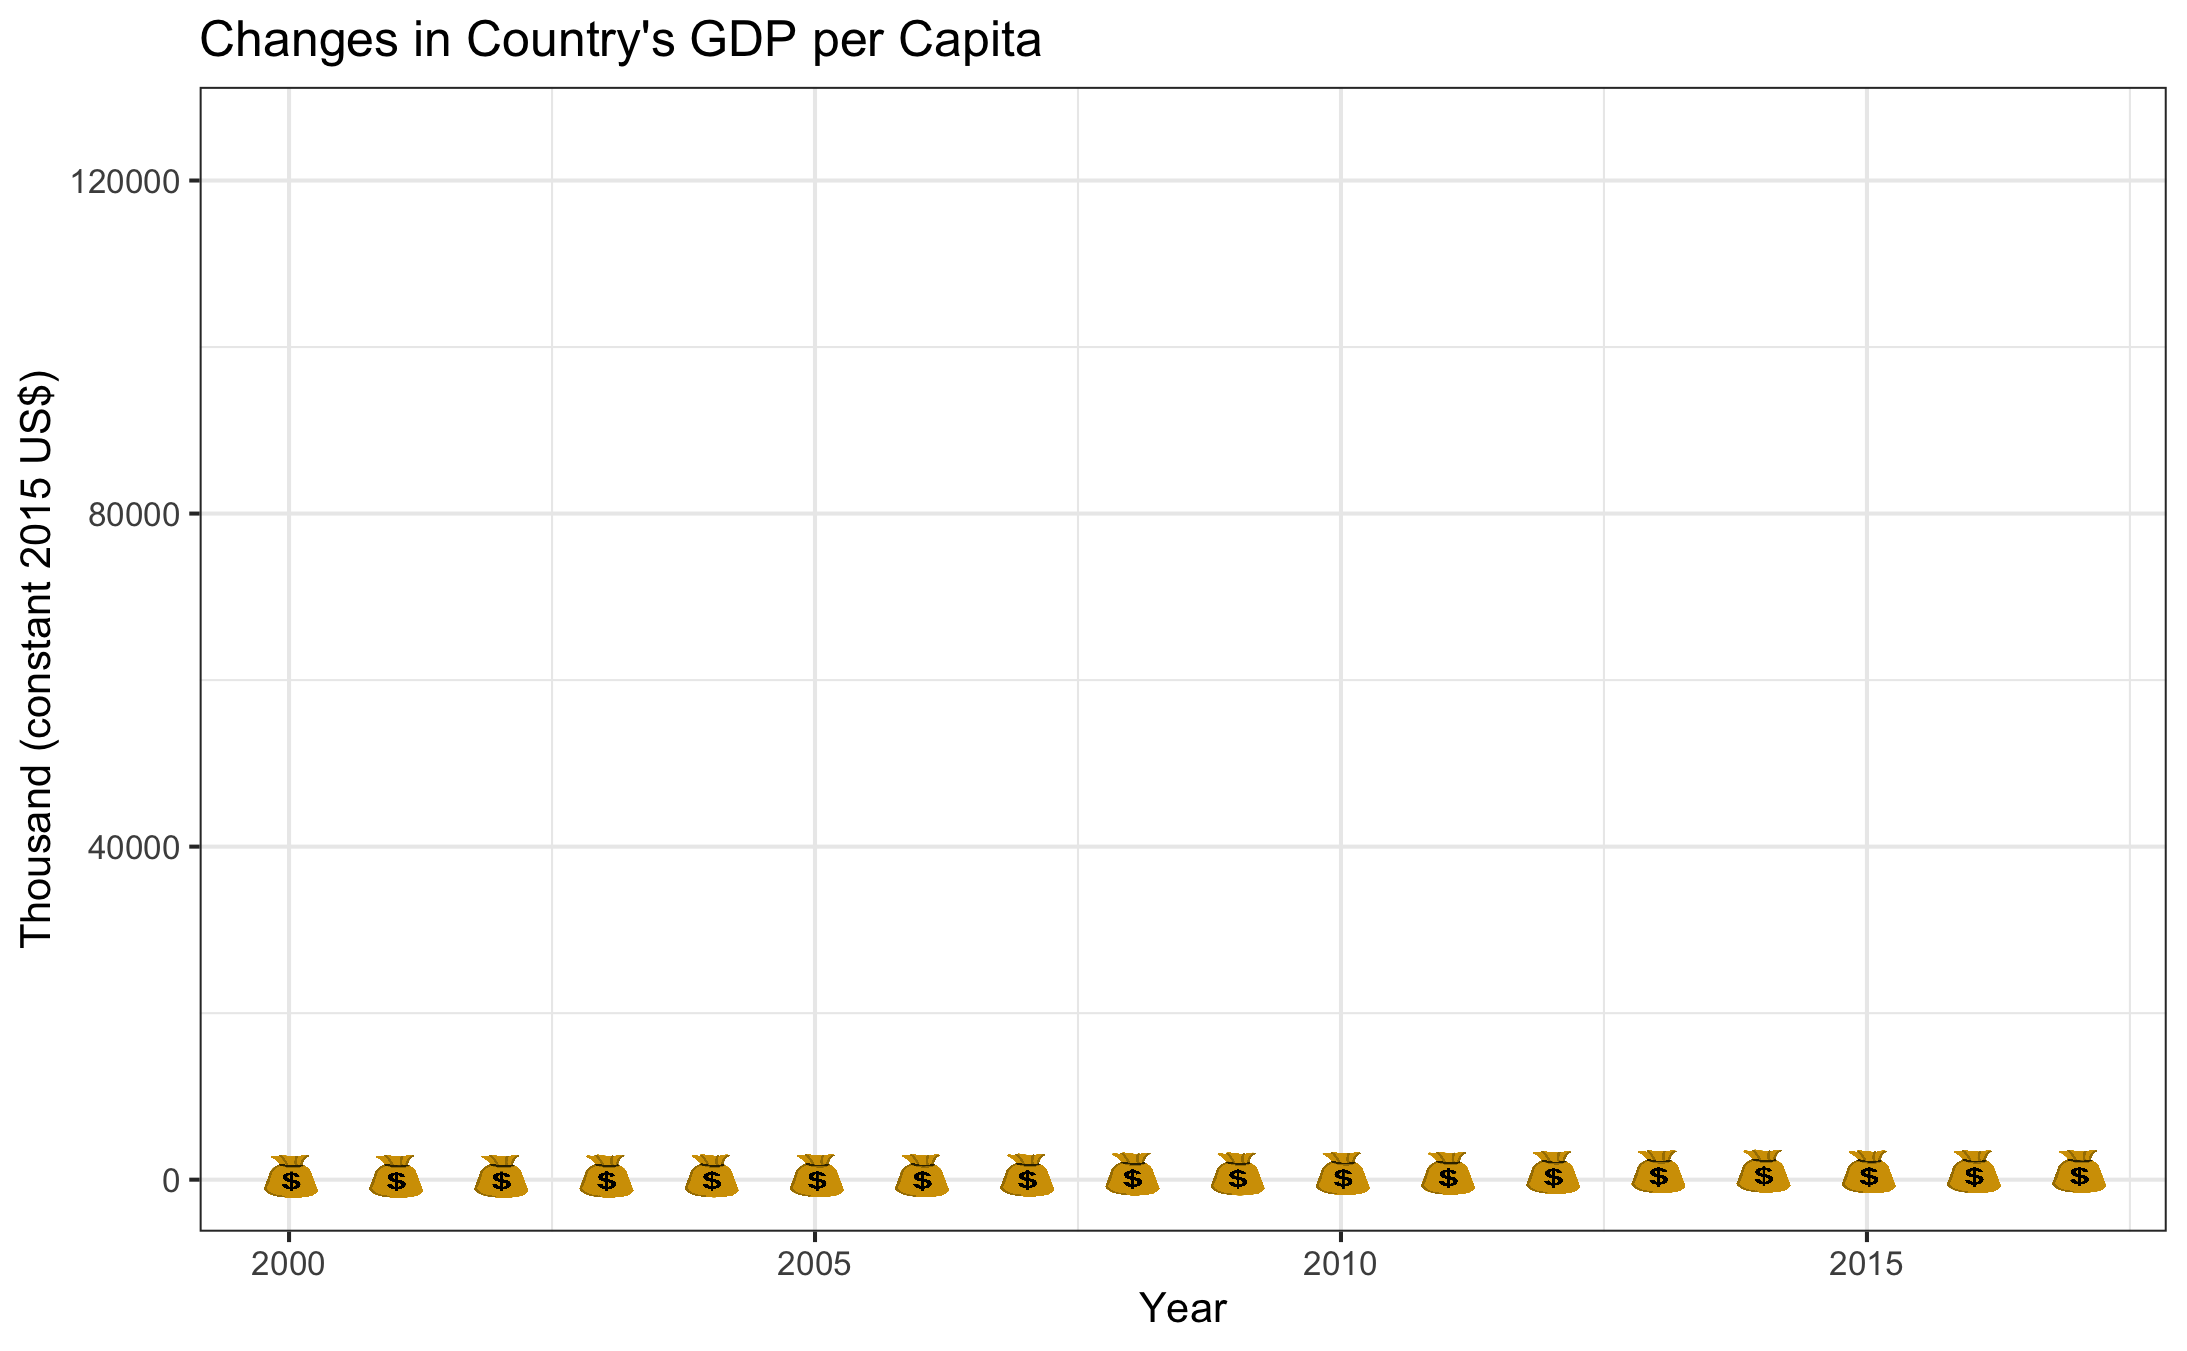 Changes in Country's GDP per Capita
Thousand (constant 2015 US$)
120000
80000
40000
0
$ $ $ $ $ $ $ $ $ $ $ $ $ $ $ $ $ $
2000 2005 2010 2015
Year